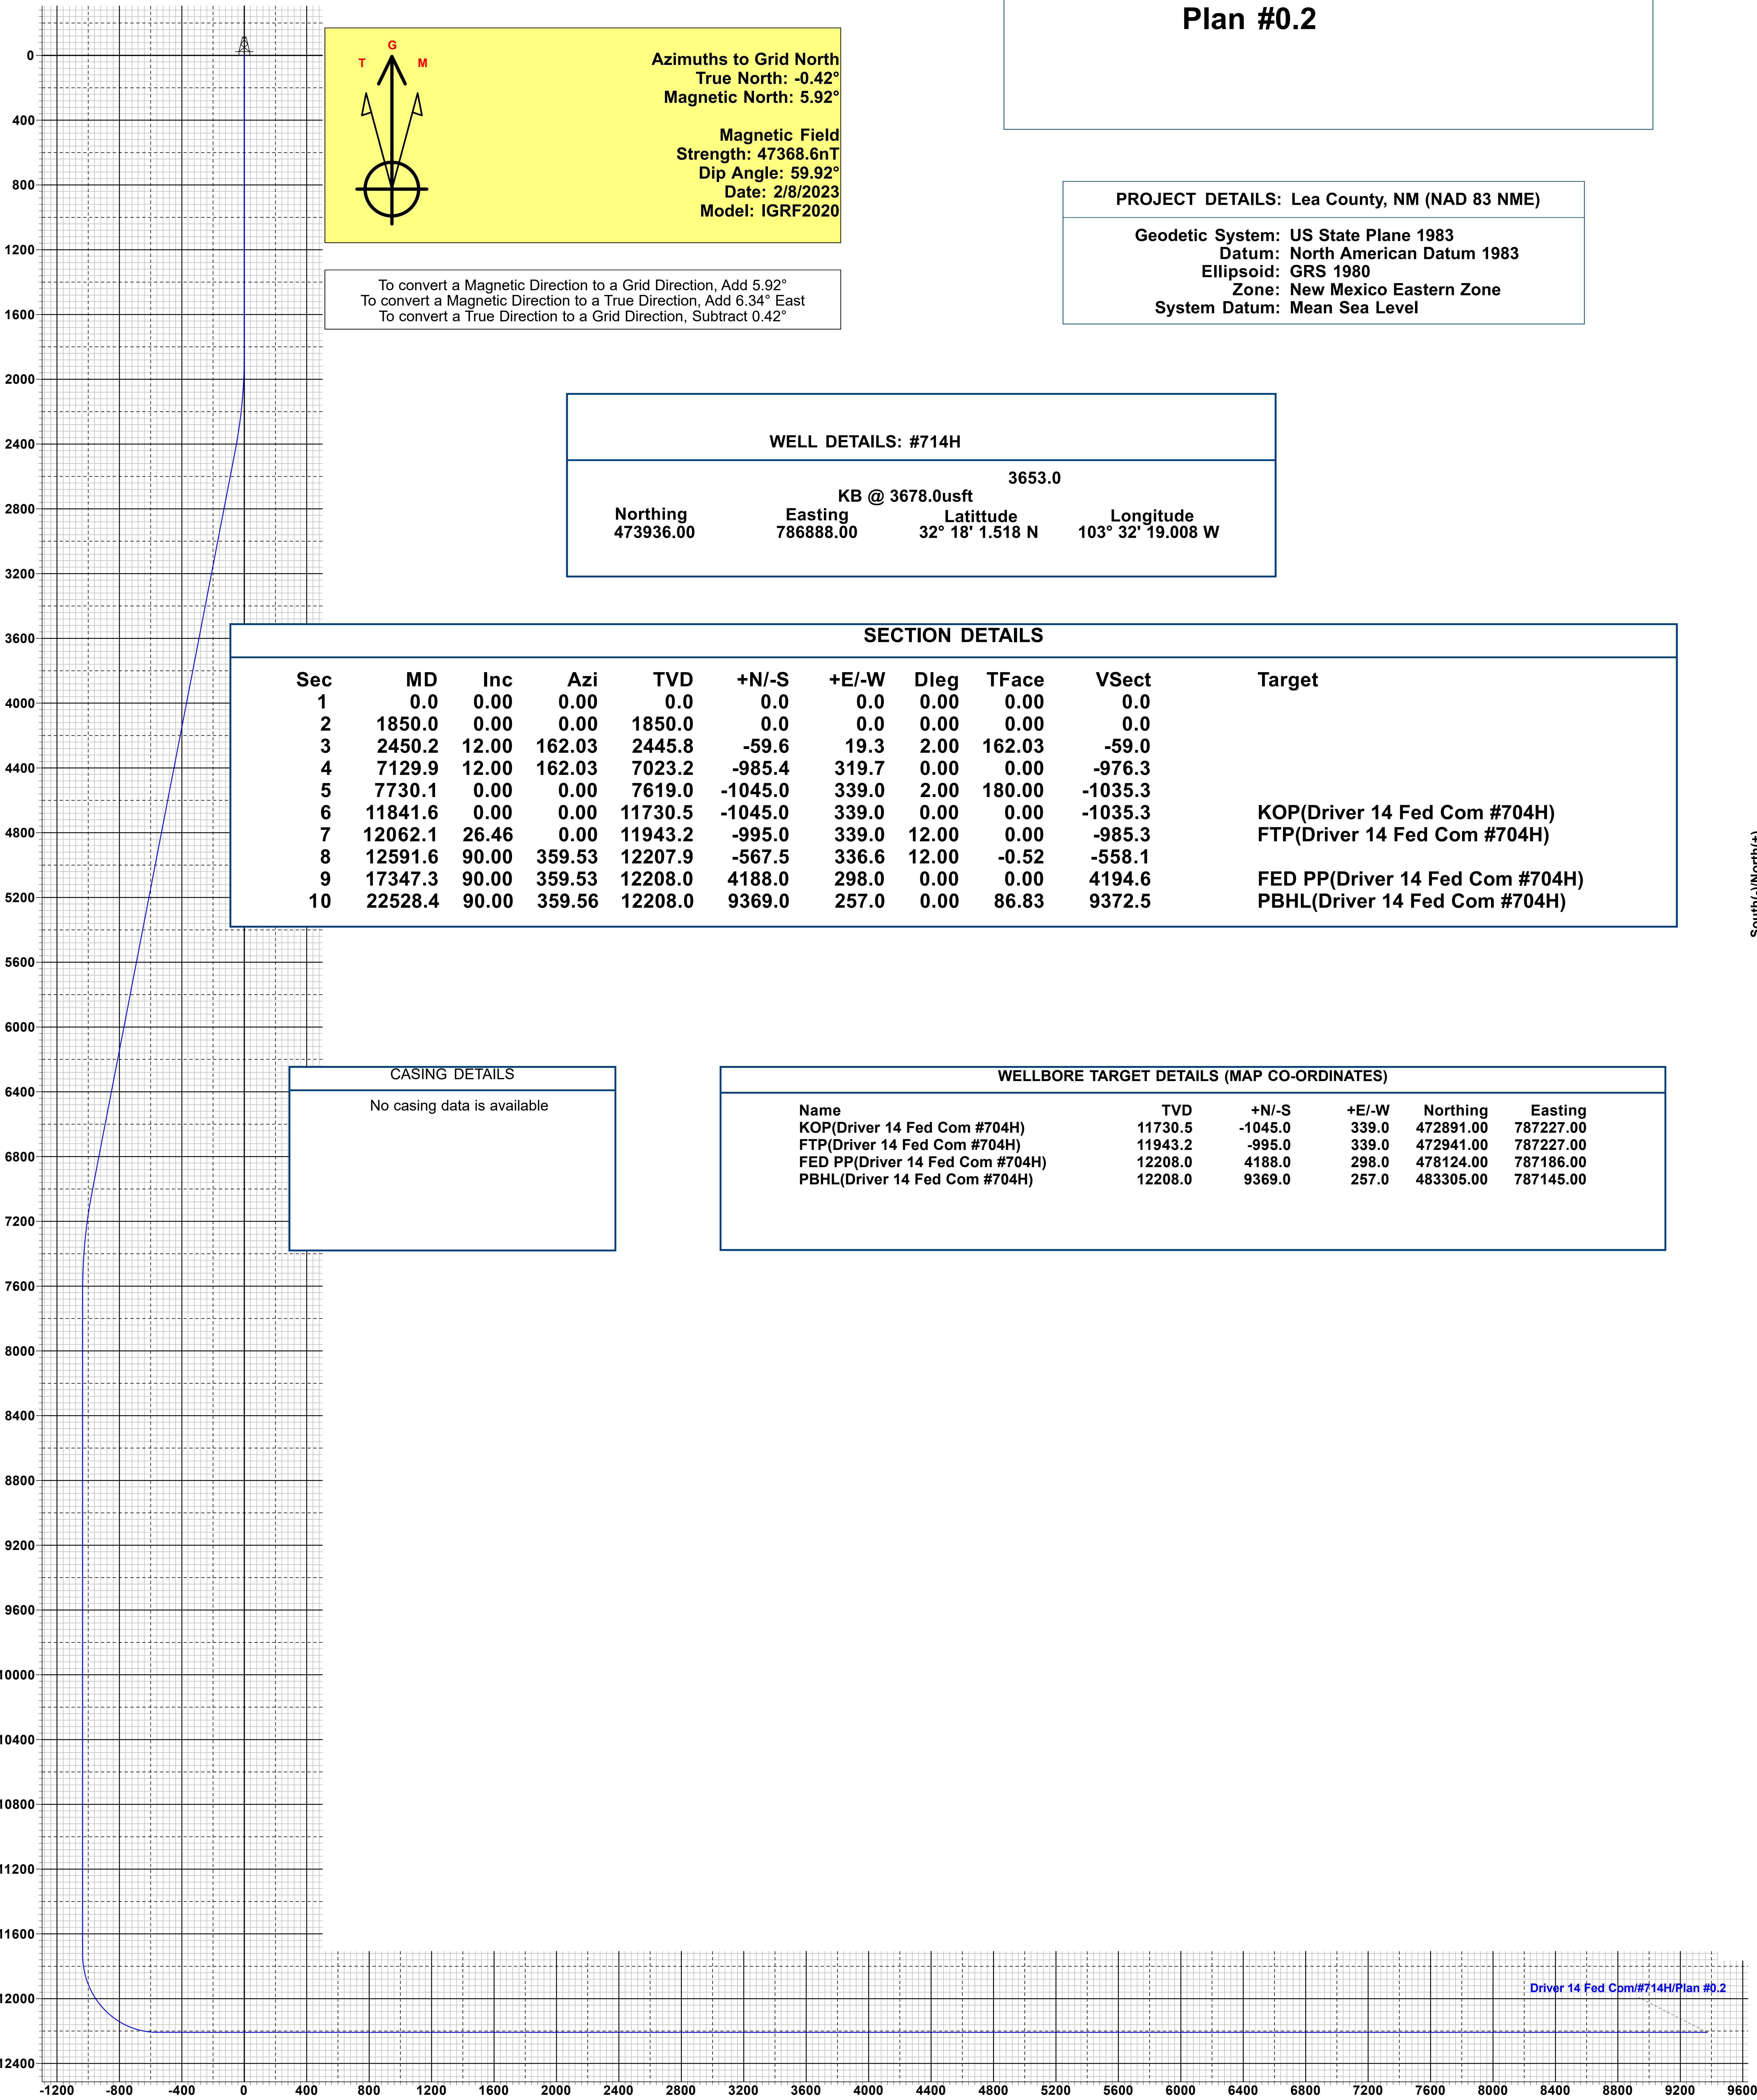 Plan #0.2
G
T M
Azimuths to Grid North
True North: -0.42°
Magnetic North: 5.92°
Magnetic Field
Strength: 47368.6nT
Dip Angle: 59.92°
Date: 2/8/2023
Model: IGRF2020
To convert a Magnetic Direction to a Grid Direction, Add 5.92°
To convert a Magnetic Direction to a True Direction, Add 6.34° East
To convert a True Direction to a Grid Direction, Subtract 0.42°
PROJECT DETAILS: Lea County, NM (NAD 83 NME)
Geodetic System: US State Plane 1983
Datum: North American Datum 1983
Ellipsoid: GRS 1980
Zone: New Mexico Eastern Zone
System Datum: Mean Sea Level
WELL DETAILS: #714H
3653.0
KB @ 3678.0usft
Northing Easting Latittude Longitude
473936.00 786888.00 32° 18' 1.518 N 103° 32' 19.008 W
SECTION DETAILS
Sec MD Inc Azi TVD +N/-S +E/-W Dleg TFace VSect Target
1 0.0 0.00 0.00 0.0 0.0 0.0 0.00 0.00 0.0
2 1850.0 0.00 0.00 1850.0 0.0 0.0 0.00 0.00 0.0
3 2450.2 12.00 162.03 2445.8 -59.6 19.3 2.00 162.03 -59.0
4 7129.9 12.00 162.03 7023.2 -985.4 319.7 0.00 0.00 -976.3
5 7730.1 0.00 0.00 7619.0 -1045.0 339.0 2.00 180.00 -1035.3
6 11841.6 0.00 0.00 11730.5 -1045.0 339.0 0.00 0.00 -1035.3 KOP(Driver 14 Fed Com #704H)
7 12062.1 26.46 0.00 11943.2 -995.0 339.0 12.00 0.00 -985.3 FTP(Driver 14 Fed Com #704H)
8 12591.6 90.00 359.53 12207.9 -567.5 336.6 12.00 -0.52 -558.1
9 17347.3 90.00 359.53 12208.0 4188.0 298.0 0.00 0.00 4194.6 FED PP(Driver 14 Fed Com #704H)
10 22528.4 90.00 359.56 12208.0 9369.0 257.0 0.00 86.83 9372.5 PBHL(Driver 14 Fed Com #704H)
South(-)/North(+)
CASING DETAILS
No casing data is available
WELLBORE TARGET DETAILS (MAP CO-ORDINATES)
Name TVD +N/-S +E/-W Northing Easting
KOP(Driver 14 Fed Com #704H) 11730.5 -1045.0 339.0 472891.00 787227.00
FTP(Driver 14 Fed Com #704H) 11943.2 -995.0 339.0 472941.00 787227.00
FED PP(Driver 14 Fed Com #704H) 12208.0 4188.0 298.0 478124.00 787186.00
PBHL(Driver 14 Fed Com #704H) 12208.0 9369.0 257.0 483305.00 787145.00
0
400
800
1200
1600
2000
2400
2800
3200
3600
4000
4400
4800
5200
5600
6000
6400
6800
7200
7600
8000
8400
8800
9200
9600
10000
10400
10800
11200
11600
12000
12400
Driver 14 Fed Com/#714H/Plan #0.2
-1200 -800 -400 0 400 800 1200 1600 2000 2400 2800 3200 3600 4000 4400 4800 5200 5600 6000 6400 6800 7200 7600 8000 8400 8800 9200 9600